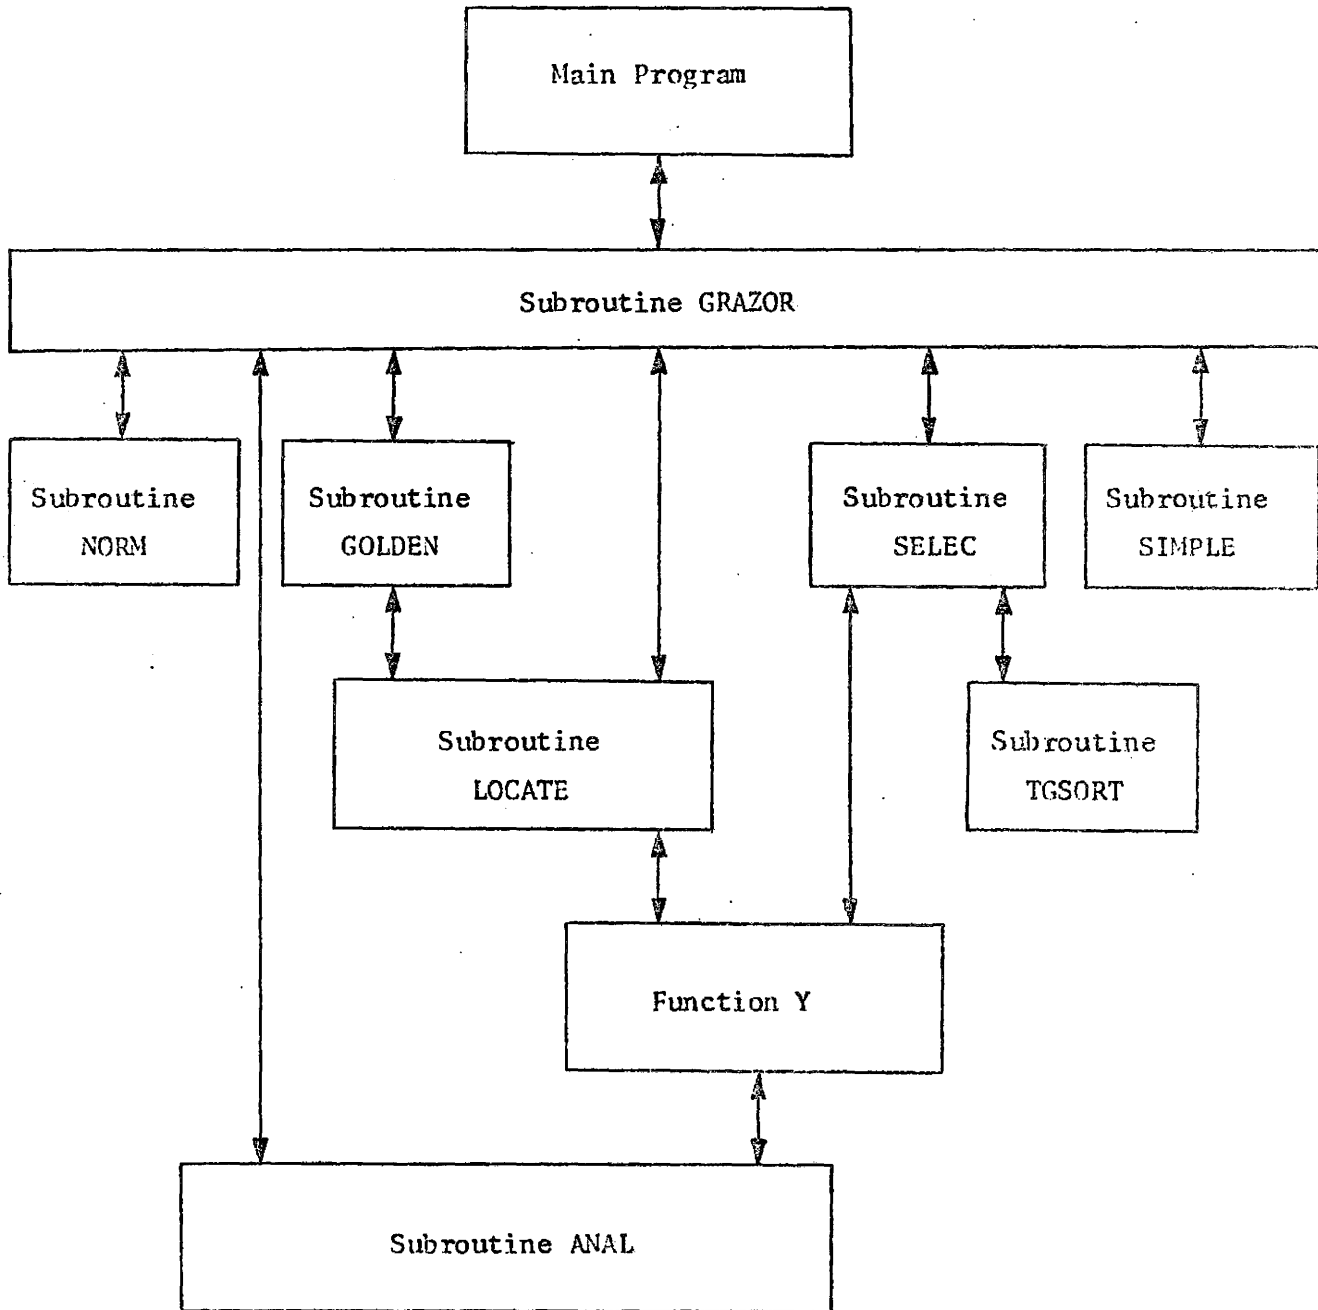 Main Program
Subroutine GRAZOR
Subroutine
NORM
Subroutine
GOLDEN
Subroutine
SELEC
Subroutine
SIMPLE
Subroutine
LOCATE
Subroutine
TGSORT
Function Y
Subroutine ANAL